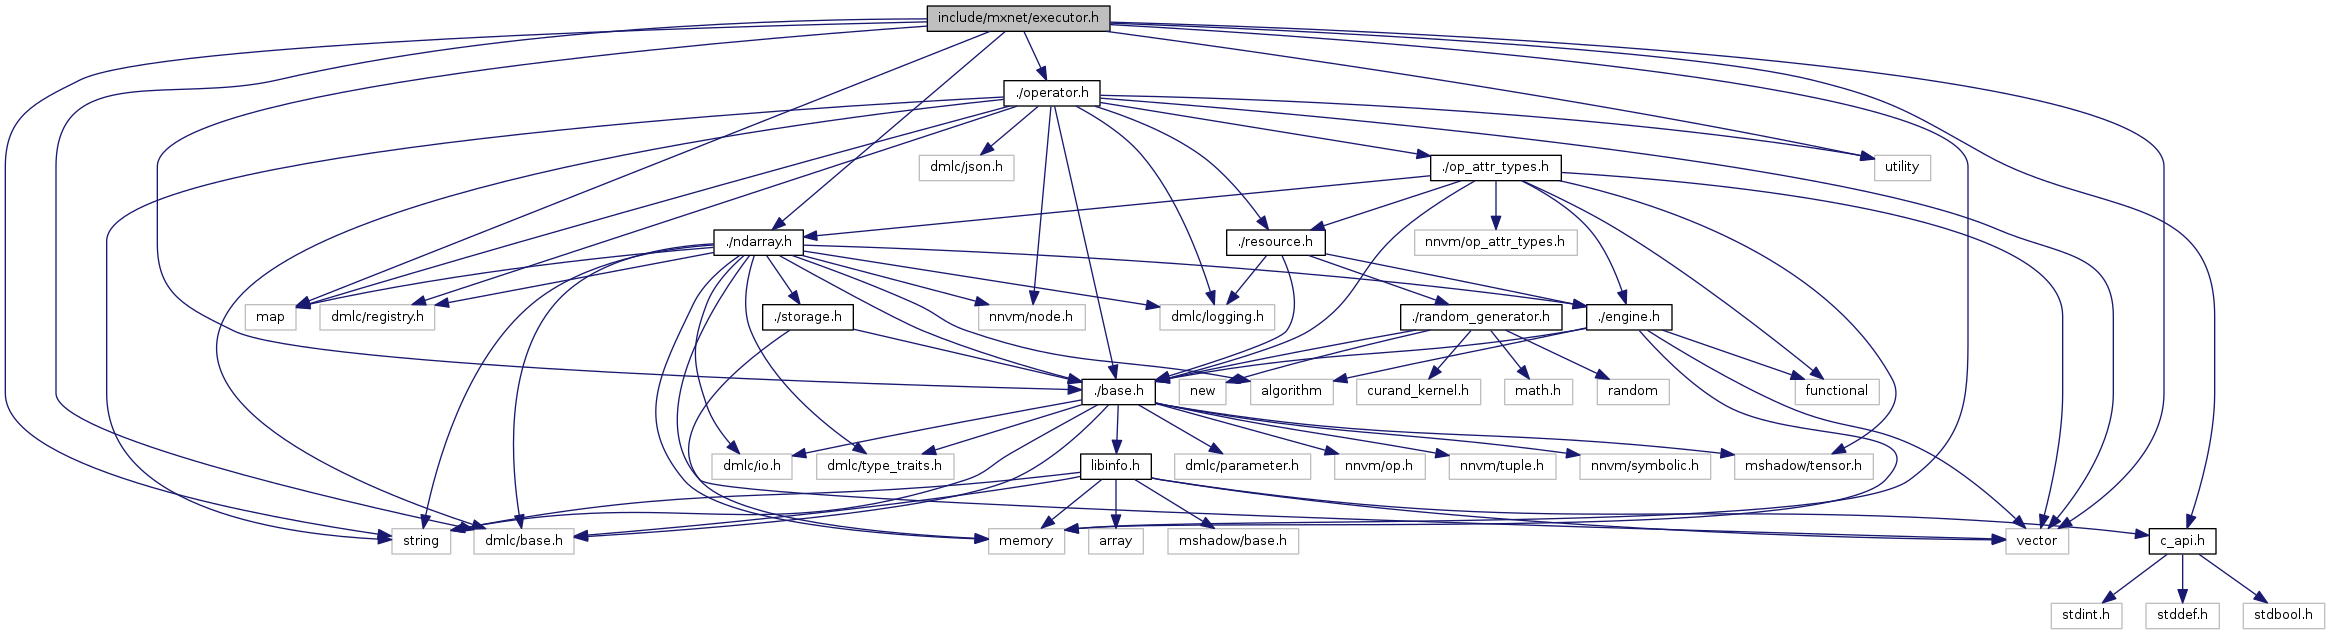 include/mxnet/executor.h
./operator.h
dmlc/json.h
./op_attr_types.h
utility
./ndarray.h
./resource.h
nnvm/op_attr_types.h
map
dmlc/registry.h
./storage.h
nnvm/node.h
dmlc/logging.h
./random_generator.h
./engine.h
./base.h
new
algorithm
curand_kernel.h
math.h
random
functional
dmlc/io.h
dmlc/type_traits.h
libinfo.h
dmlc/parameter.h
nnvm/op.h
nnvm/tuple.h
nnvm/symbolic.h
mshadow/tensor.h
string
dmlc/base.h
memory
array
mshadow/base.h
vector
c_api.h
stdint.h
stddef.h
stdbool.h